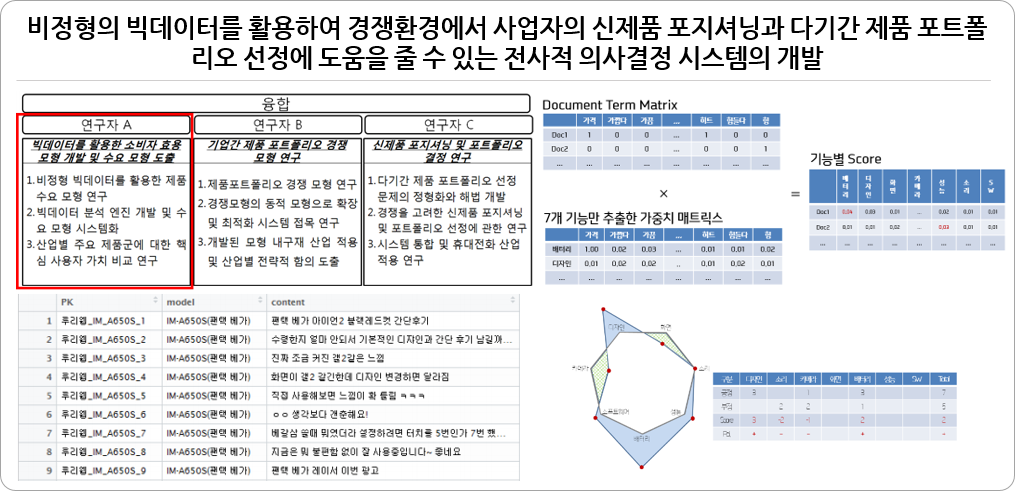 비정형의 빅데이터를 활용하여 경쟁환경에서 사업자의 신제품 포지셔닝과 다기간 제품 포트폴
리오 선정에 도움을 줄 수 있는 전사적 의사결정 시스템의 개발
융합
연구자 A 연구자 B 연구자 C
빅데이터를 활용한 소비자 효용
모형 개발 및 수요 모형 도출
1.비정형 빅데이터를 활용한 제품
수요 모형 연구
2.빅데이터 분석 엔진 개발 및 수
요 모형 시스템화
3.산업별 주요 제품군에 대한 핵
심 사용자 가치 비교 연구
기업간 제품 포트폴리오 경쟁
모형 연구
1.제품포트폴리오 경쟁 모형 연구
2.경쟁모형의 동적 모형으로 확장
및 최적화 시스템 접목 연구
3.개발된 모형 내구재 산업 적용
및 산업별 전략적 함의 도출
신제품 포지셔닝 및 포트폴리오
결정 연구
1.다기간 제품 포트폴리오 선정
문제의 정형화와 해법 개발
2.경쟁을 고려한 신제품 포지셔닝
및 포트폴리오 선정에 관한 연구
3.시스템 통합 및 휴대전화 산업
적용 연구
Document Term Matrix
가격 가볍다 가끔 ... 히트 힘들다 힘
Doc1 1 0 0 ... 1 0 0
Doc2 0 0 0 ... 0 0 1
... ... ... ... ... ... ...
×
7개 기능만 추출한 가중치 매트릭스
가격 가볍다 가끔 ... 히트 힘들다 힘
배터리 1.00 0.02 0.03 ... 0.01 0.01 0.02
디자인 0.01 0.02 0.02 .. 0.01 0.02 0.01
... ... ... ... ... ... ...
=
기능별 Score
배터리 디자인 화면 카메라 성능 소리 SW
Doc1 0.04 0.03 0.01 ... 0.02 0.01 0.01
Doc2 0.01 0.01 0.02 ... 0.03 0.01 0.01
... ... ... ... ... ... ... ...
PK model content
1 후리웹_IM_A650S_1 IM-A650S(팬택 베가) 팬택 베가 아이언2 블랙레드컷 간단후기
2 후리웹_IM_A650S_2 IM-A650S(팬택 베가) 수령한지 얼마 안되서 기본적인 디자인과 간단 후기 남길까...
3 후리웹_IM_A650S_3 IM-A650S(팬택 베가) 진짜 조금 커진 갤2같은 느낌
4 후리웹_IM_A650S_4 IM-A650S(팬택 베가) 화면이 갤2 같긴한데 디자인 변경하면 달라짐
5 후리웹_IM_A650S_5 IM-A650S(팬택 베가) 직접 사용해보면 느낌이 확 틀림 ㅋㅋㅋ
6 후리웹_IM_A650S_6 IM-A650S(팬택 베가) ㅇㅇ 생각보다 갠춘해요!
7 후리웹_IM_A650S_7 IM-A650S(팬택 베가) 베감성 쓸때 뭐였더라 설정하려면 터치를 5번인가 7번 했...
8 후리웹_IM_A650S_8 IM-A650S(팬택 베가) 지금은 뭐 불편함 없이 잘 사용중입니다~ 좋네요
9 후리웹_IM_A650S_9 IM-A650S(팬택 베가) 팬택 베가 레이서 이번 광고
디자인 화면
소리
성능
배터리
소프트웨어
카메라
구분 디자인 소리 카메라 화면 배터리 성능 SW Total
긍정 3 1 3 7
부정 2 2 1 5
Score 3 -2 -1 2 2
Pol. + - - + +